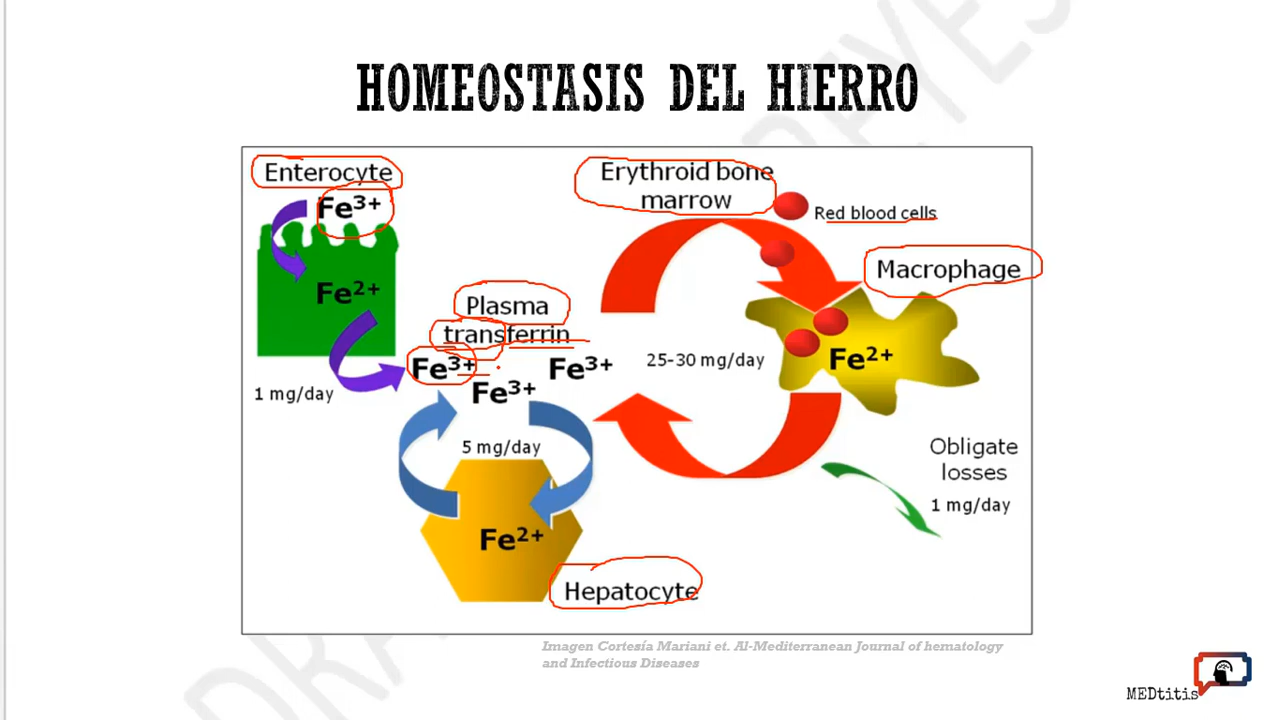 HOMEOSTASIS DEL HIERRO
Enterocyte
Fe3+
Fe2+
1 mg/day
Plasma
transferrin
Fe3+
Fe3+
Fe3+
5 mg/day
Fe2+
Hepatocyte
Erythroid bone
marrow
Red blood cells
Macrophage
25-30 mg/day
Fe2+
Obligate
losses
1 mg/day
Imagen Cortesía Mariani et. Al-Mediterranean Journal of hematology
and Infectious Diseases
MEDtitis